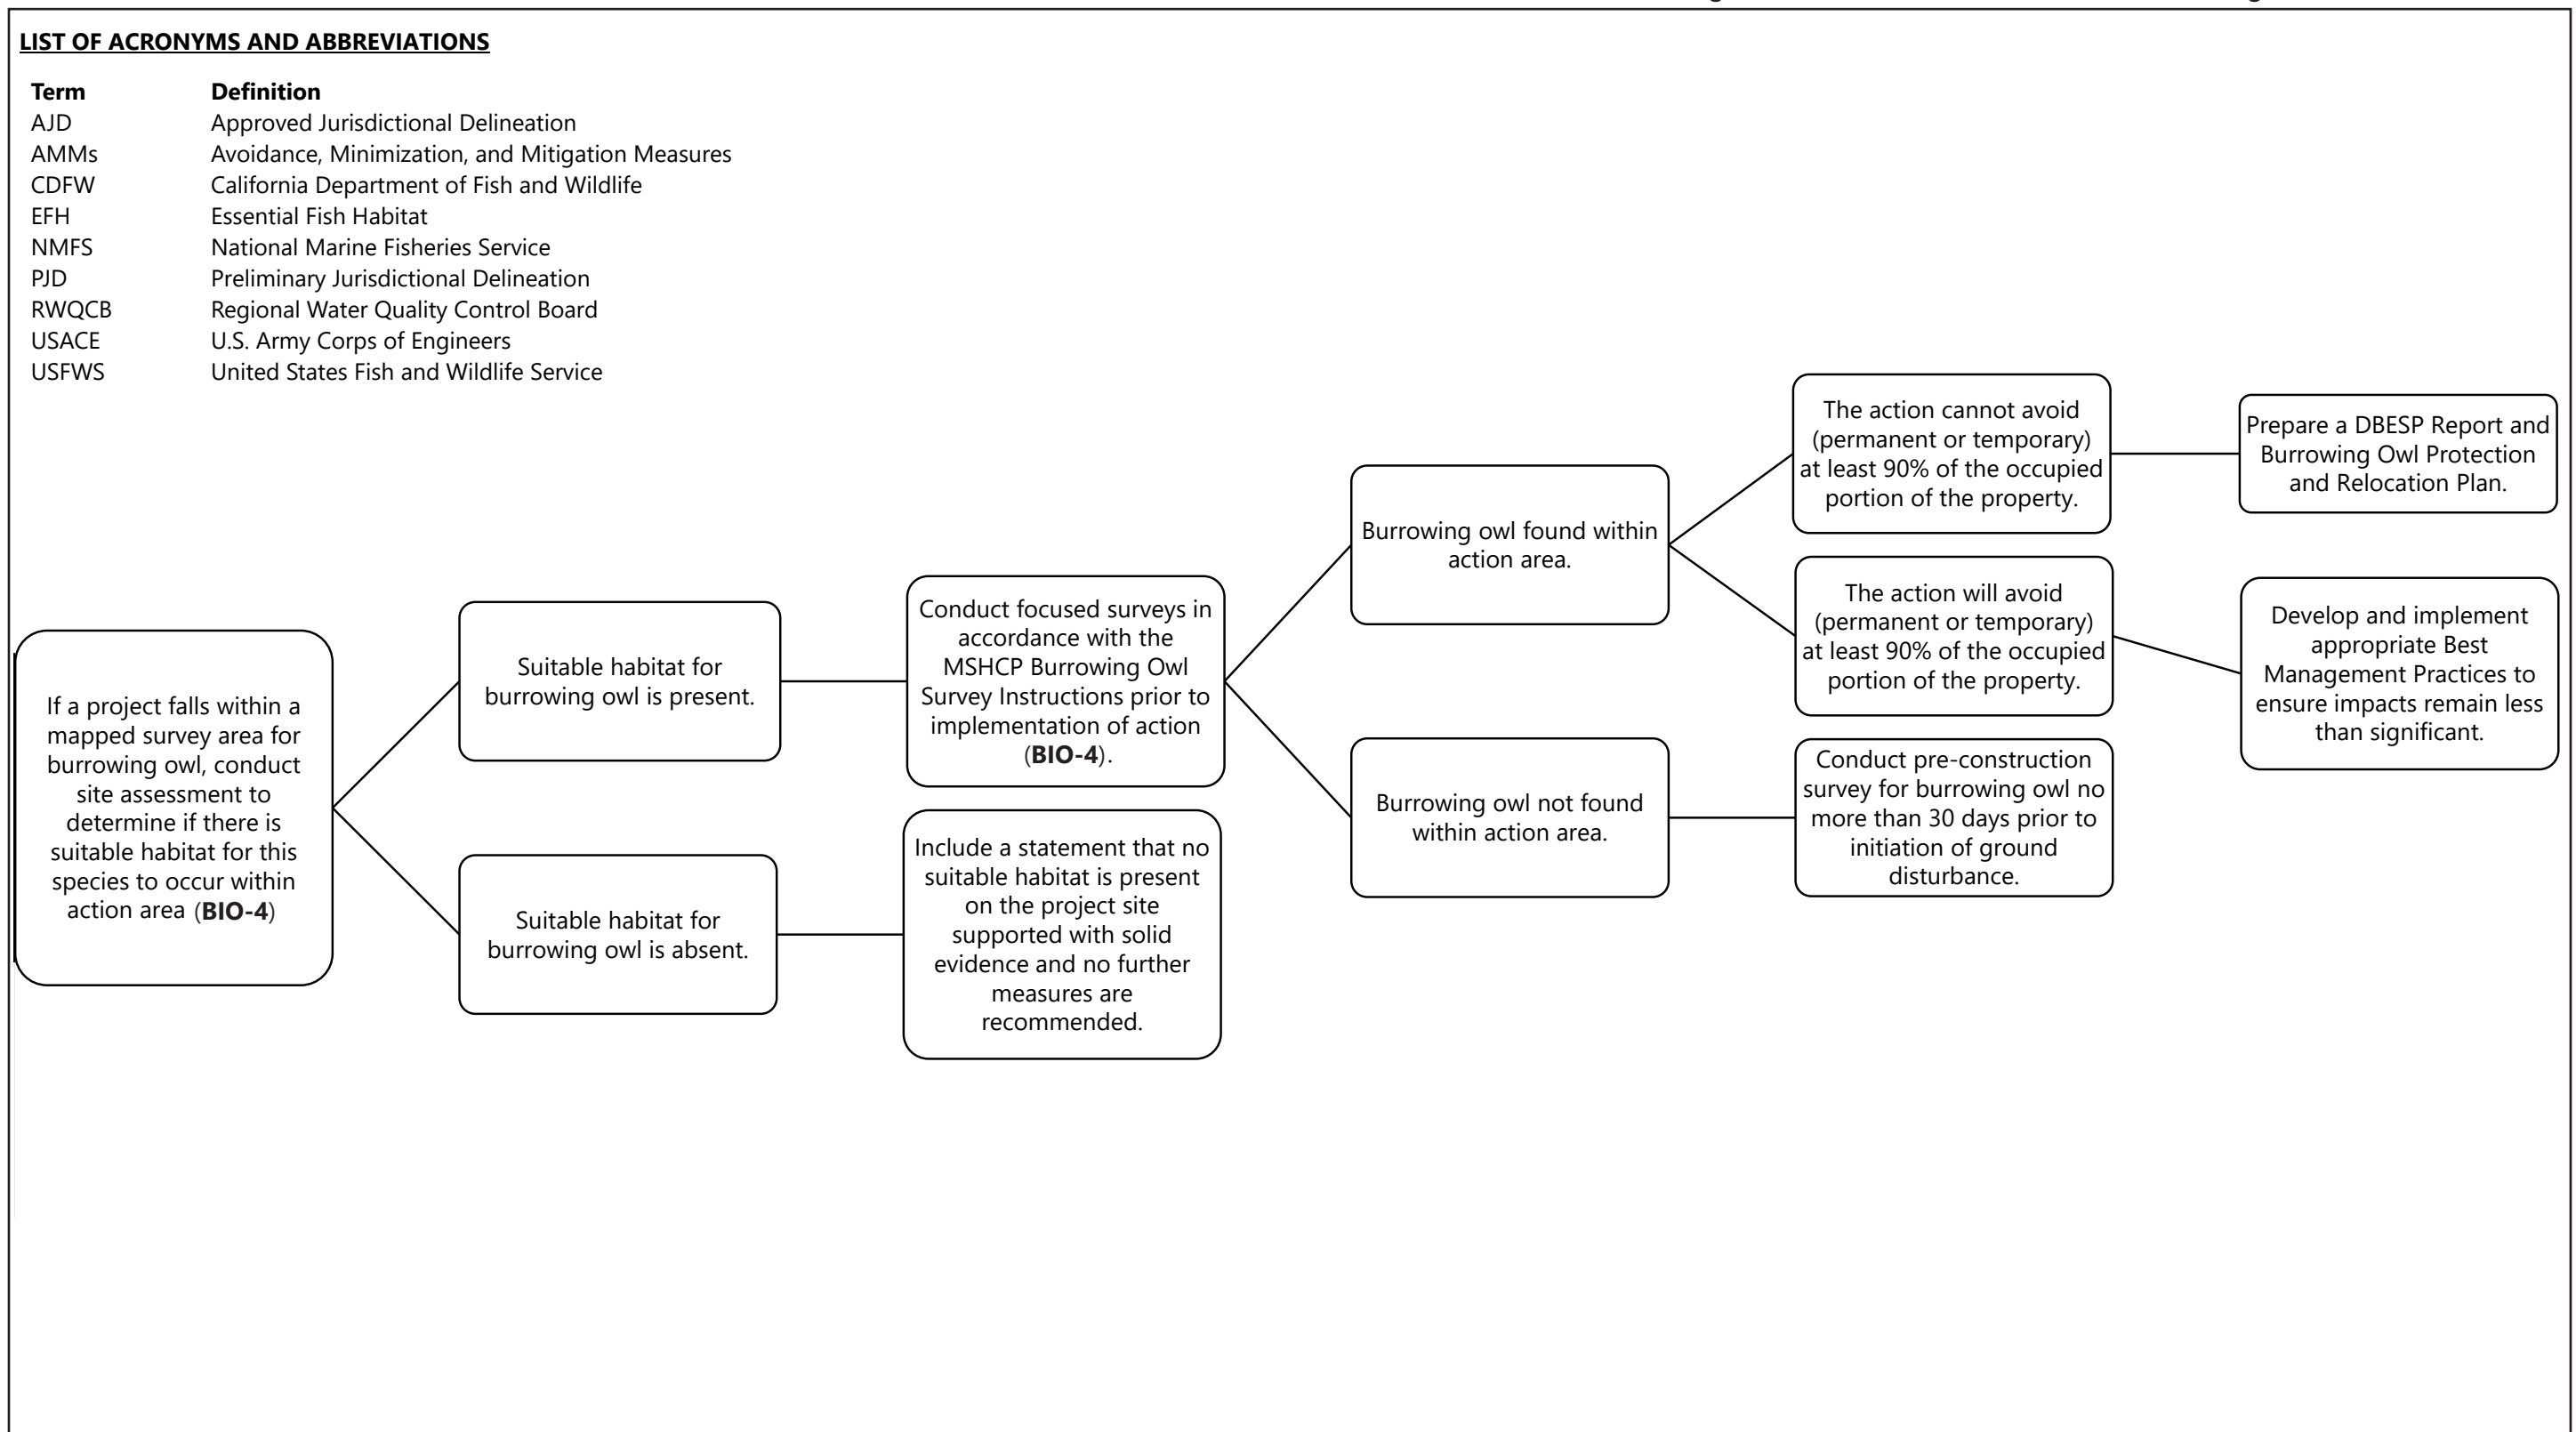 LIST OF ACRONYMS AND ABBREVIATIONS
Term Definition
AJD Approved Jurisdictional Delineation
AMMs Avoidance, Minimization, and Mitigation Measures
CDFW California Department of Fish and Wildlife
EFH Essential Fish Habitat
NMFS National Marine Fisheries Service
PJD Preliminary Jurisdictional Delineation
RWQCB Regional Water Quality Control Board
USACE U.S. Army Corps of Engineers
USFWS United States Fish and Wildlife Service
If a project falls within a
mapped survey area for
burrowing owl, conduct
site assessment to
determine if there is
suitable habitat for this
species to occur within
action area (BIO-4)
Suitable habitat for
burrowing owl is present.
Suitable habitat for
burrowing owl is absent.
Conduct focused surveys in
accordance with the
MSHCP Burrowing Owl
Survey Instructions prior to
implementation of action
(BIO-4).
Include a statement that no
suitable habitat is present
on the project site
supported with solid
evidence and no further
measures are
recommended.
Burrowing owl found within
action area.
Burrowing owl not found
within action area.
The action cannot avoid
(permanent or temporary)
at least 90% of the occupied
portion of the property.
The action will avoid
(permanent or temporary)
at least 90% of the occupied
portion of the property.
Conduct pre-construction
survey for burrowing owl no
more than 30 days prior to
initiation of ground
disturbance.
Prepare a DBESP Report and
Burrowing Owl Protection
and Relocation Plan.
Develop and implement
appropriate Best
Management Practices to
ensure impacts remain less
than significant.